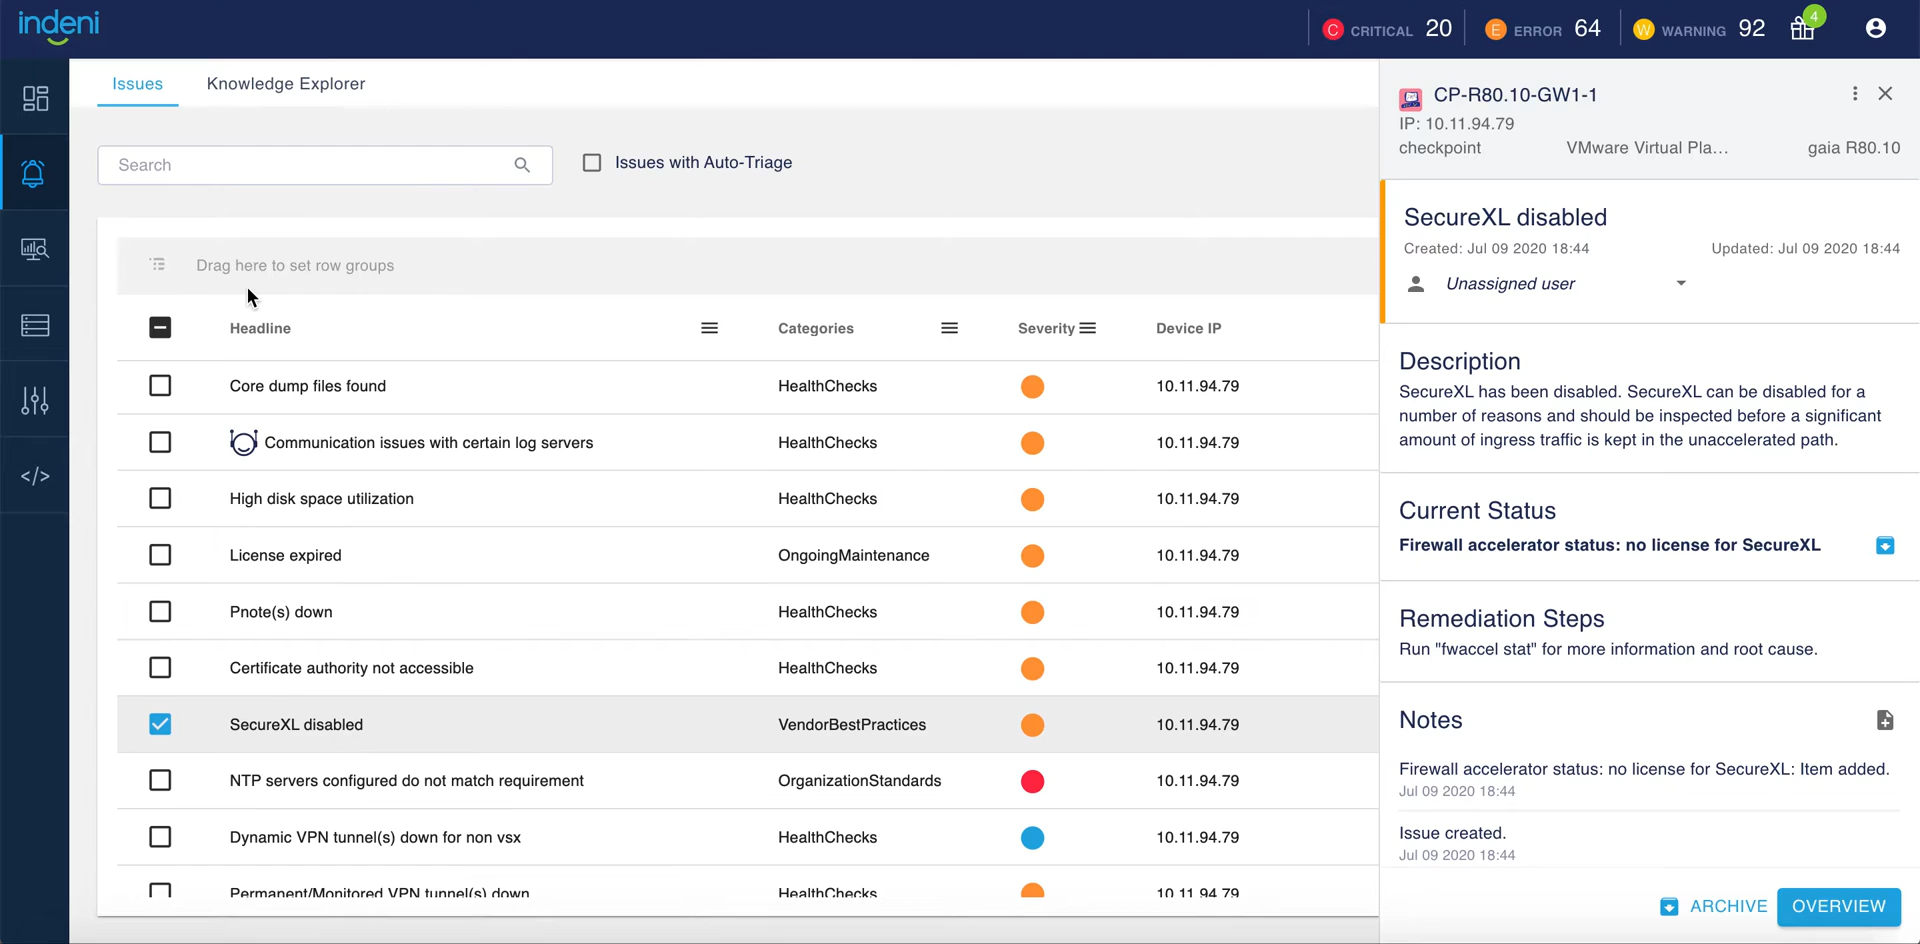 indeni
C CRITICAL 20
E ERROR 64
W WARNING 92
4
Issues
Knowledge Explorer
Search
Issues with Auto-Triage
Drag here to set row groups
Headline Categories Severity Device IP
Core dump files found HealthChecks 10.11.94.79
Communication issues with certain log servers HealthChecks 10.11.94.79
High disk space utilization HealthChecks 10.11.94.79
License expired OngoingMaintenance 10.11.94.79
Pnote(s) down HealthChecks 10.11.94.79
Certificate authority not accessible HealthChecks 10.11.94.79
SecureXL disabled VendorBestPractices 10.11.94.79
NTP servers configured do not match requirement OrganizationStandards 10.11.94.79
Dynamic VPN tunnel(s) down for non vsx HealthChecks 10.11.94.79
Permanent/Monitored VPN tunnel(s) down HealthChecks 10.11.94.79
CP-R80.10-GW1-1
IP: 10.11.94.79
checkpoint VMware Virtual Pla... gaia R80.10
SecureXL disabled
Created: Jul 09 2020 18:44 Updated: Jul 09 2020 18:44
Unassigned user
Description
SecureXL has been disabled. SecureXL can be disabled for a
number of reasons and should be inspected before a significant
amount of ingress traffic is kept in the unaccelerated path.
Current Status
Firewall accelerator status: no license for SecureXL
Remediation Steps
Run "fwaccel stat" for more information and root cause.
Notes
Firewall accelerator status: no license for SecureXL: Item added.
Jul 09 2020 18:44
Issue created.
Jul 09 2020 18:44
ARCHIVE
OVERVIEW